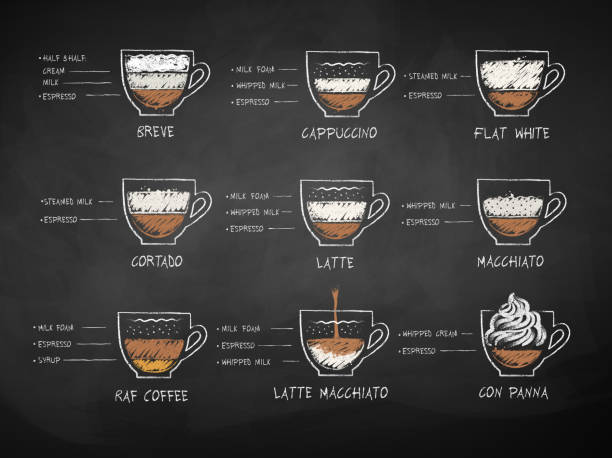 • HALF & HALF:
CREAM
MILK
• ESPRESSO
BREVE
• MILK FOAM
• WHIPPED MILK
• ESPRESSO
CAPPUCCINO
• STEAMED MILK
• ESPRESSO
FLAT WHITE
• STEAMED MILK
• ESPRESSO
CORTADO
• MILK FOAM
• WHIPPED MILK
• ESPRESSO
LATTE
• WHIPPED MILK
• ESPRESSO
MACCHIATO
• MILK FOAM
• ESPRESSO
• SYRUP
RAF COFFEE
• MILK FOAM
• ESPRESSO
• WHIPPED MILK
LATTE MACCHIATO
• WHIPPED CREAM
• ESPRESSO
CON PANNA